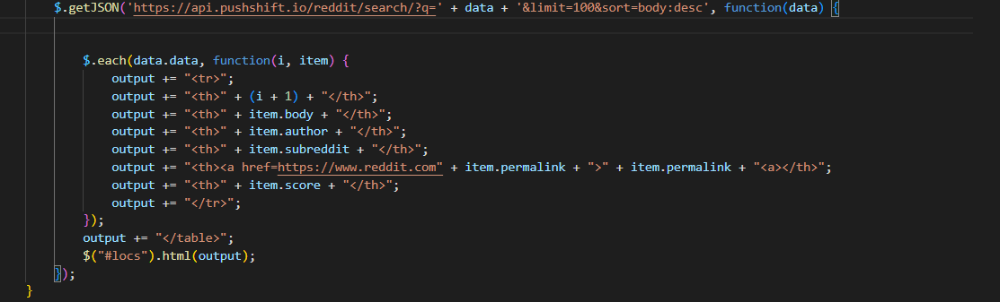 $.getJSON('https://api.pushshift.io/reddit/search/?q=' + data + '&limit=100&sort=body:desc', function(data) {
$.each(data.data, function(i, item) {
output += "<tr>";
output += "<th>" + (i + 1) + "</th>";
output += "<th>" + item.body + "</th>";
output += "<th>" + item.author + "</th>";
output += "<th>" + item.subreddit + "</th>";
output += "<th><a href=https://www.reddit.com" + item.permalink + ">" + item.permalink + "<a></th>";
output += "<th>" + item.score + "</th>";
output += "</tr>";
});
output += "</table>";
$("#locs").html(output);
});
}